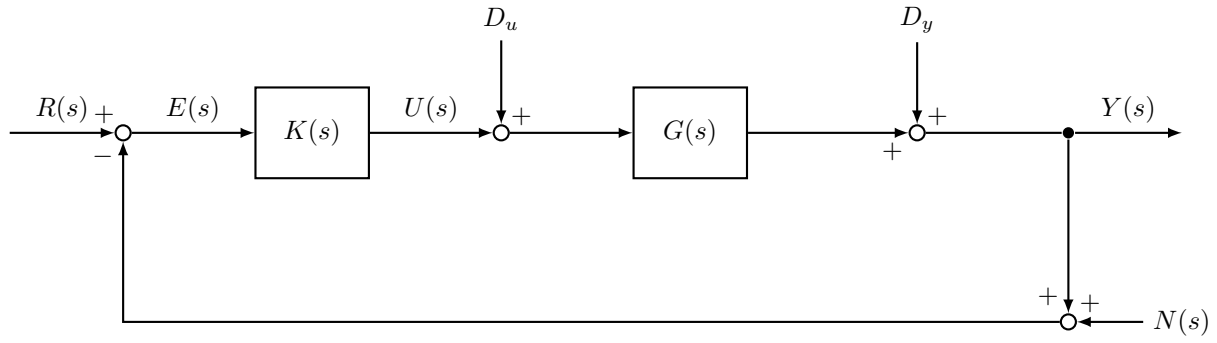 D_u
D_y
R(s)
+
E(s)
K(s)
U(s)
+
G(s)
+
+
Y(s)
−
+
+
N(s)